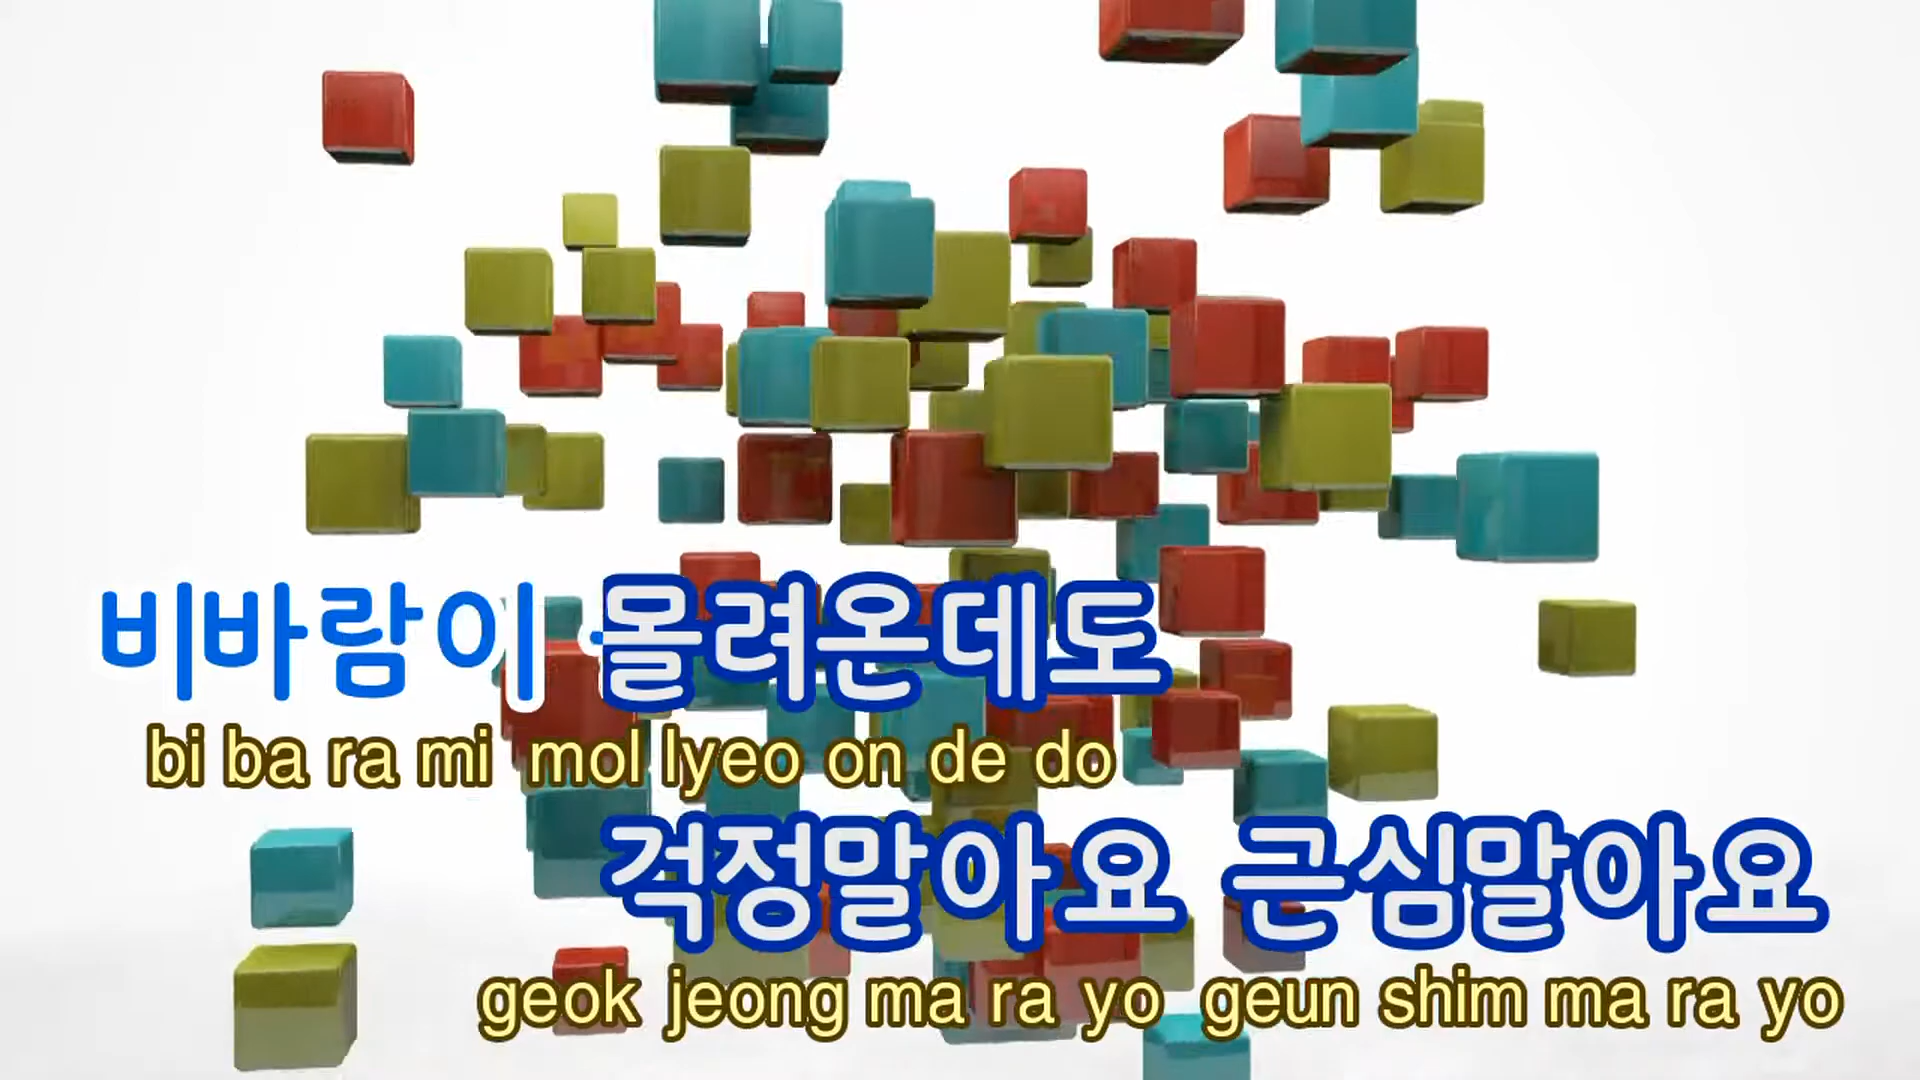 비바람이 몰려온데도
bi ba ra mi mol lyeo on de do
걱정말아요 근심말아요
geok jeong ma ra yo geun shim ma ra yo